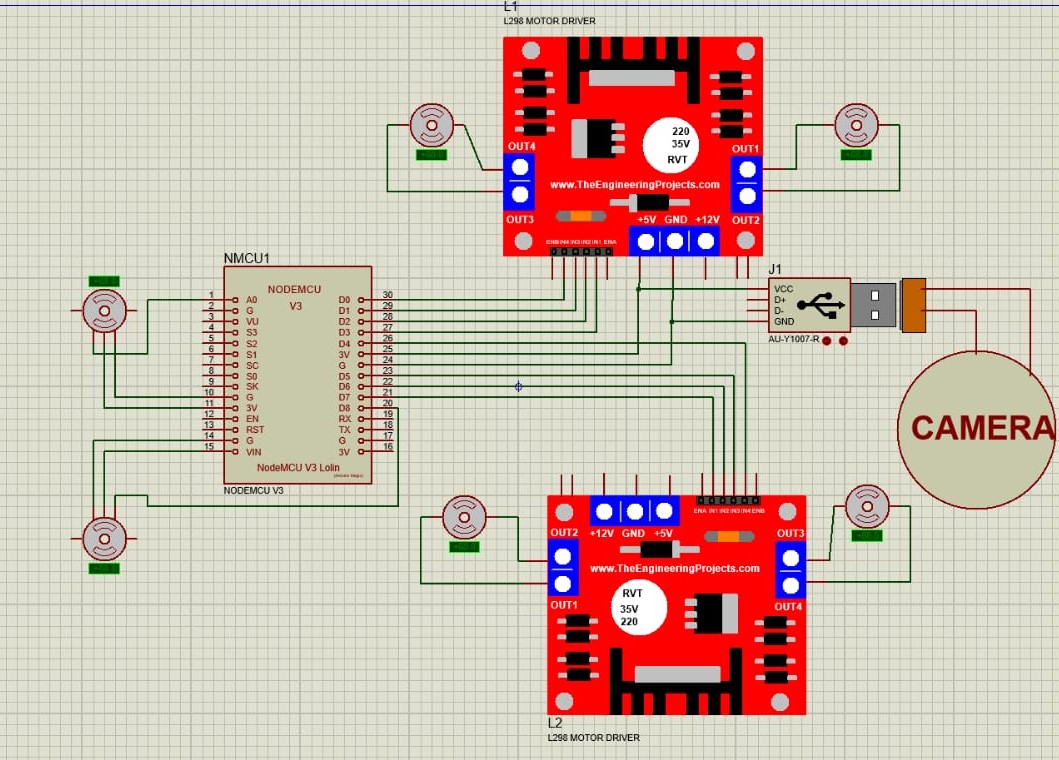 L1
L298 MOTOR DRIVER
220
35V
RVT
OUT4
OUT1
www.TheEngineeringProjects.com
OUT3
+5V GND +12V
OUT2
ENB IN4 IN3 IN2 IN1 ENA
NMCU1
NODEMCU
V3
1 A0 D0 30
2 G D1 29
3 VU D2 28
4 S3 D3 27
5 S2 D4 26
6 S1 3V 25
7 SC G 24
8 S0 D5 23
9 SK D6 22
10 G D7 21
11 3V D8 20
12 EN RX 19
13 RST TX 18
14 G G 17
15 VIN 3V 16
NodeMCU V3 Lolin
NODEMCU V3
J1
VCC
D+
D-
GND
AU-Y1007-R
CAMERA
ENA IN1 IN2 IN3 IN4 ENB
OUT2
+12V GND +5V
OUT3
www.TheEngineeringProjects.com
OUT1
OUT4
RVT
35V
220
L2
L298 MOTOR DRIVER